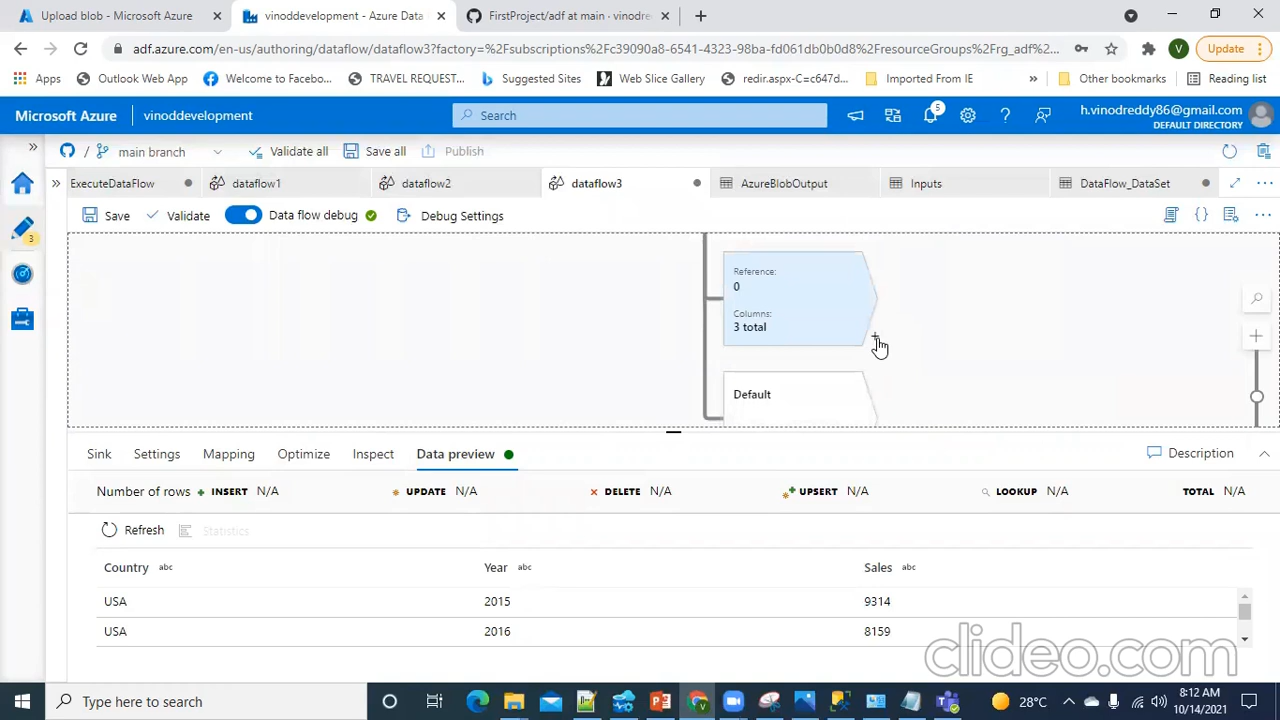 Upload blob - Microsoft Azure
vinoddevelopment - Azure Data
FirstProject/adf at main · vinodre
adf.azure.com/en-us/authoring/dataflow/dataflow3?factory=%2Fsubscriptions%2Fc39090a8-6541-4323-98ba-fd061db0b0d8%2FresourceGroups%2Frg_adf%2...
V
Update
Apps
Outlook Web App
Welcome to Facebo...
TRAVEL REQUEST...
Suggested Sites
Web Slice Gallery
redir.aspx-C=c647d...
Imported From IE
»
Other bookmarks
Reading list
Microsoft Azure
vinoddevelopment
Search
5
h.vinodreddy86@gmail.com
DEFAULT DIRECTORY
/ main branch
Validate all
Save all
Publish
ExecuteDataFlow
dataflow1
dataflow2
dataflow3
AzureBlobOutput
Inputs
DataFlow_DataSet
3
Save
Validate
Data flow debug
Debug Settings
Reference:
0
Columns:
3 total
Default
Sink
Settings
Mapping
Optimize
Inspect
Data preview
Description
Number of rows
INSERT N/A
UPDATE N/A
DELETE N/A
UPSERT N/A
LOOKUP N/A
TOTAL N/A
Refresh
Statistics
Country abc
Year abc
Sales abc
USA 2015 9314
USA 2016 8159
clideo.com
Type here to search
28°C
8:12 AM
10/14/2021